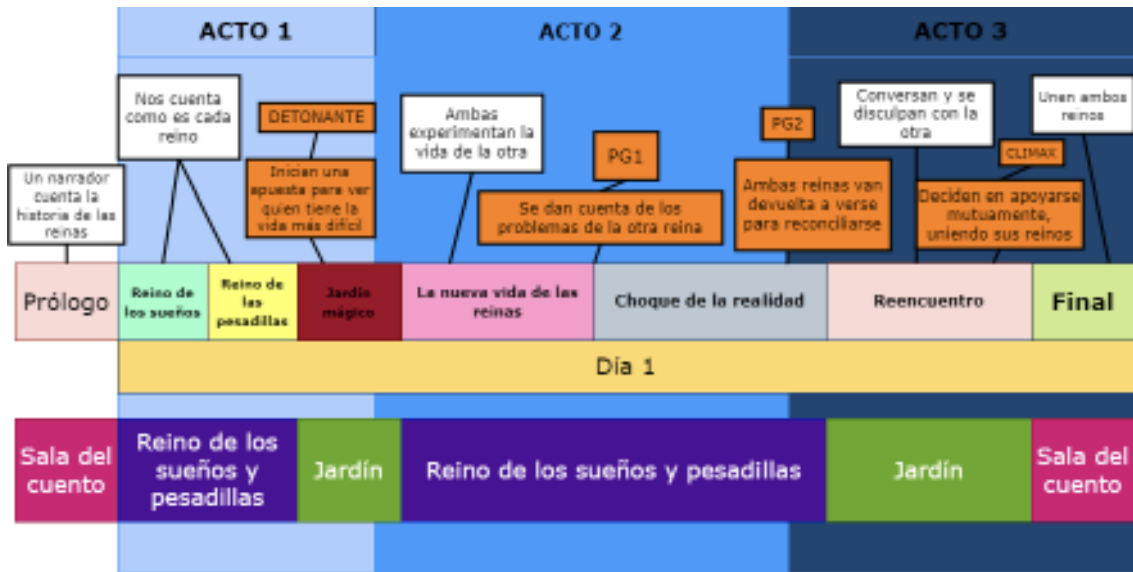 ACTO 1
ACTO 2
ACTO 3
Un narrador
cuenta la
historia de las
reinas
Nos cuenta
como es cada
reino
DETONANTE
Inician una
apuesta para ver
quien tiene la
vida más difícil
Ambas
experimentan la
vida de la otra
PG1
Se dan cuenta de los
problemas de la otra reina
PG2
Ambas reinas van
devuelta a verse
para reconciliarse
Conversan y se
disculpan con la
otra
CLIMAX
Deciden en apoyarse
mutuamente,
uniendo sus reinos
Unen ambos
reinos
Prólogo
Reino de
los sueños
Reino de
las
pesadillas
Jardín
mágico
La nueva vida de las
reinas
Choque de la realidad
Reencuentro
Final
Día 1
Sala del
cuento
Reino de los
sueños y
pesadillas
Jardín
Reino de los sueños y pesadillas
Jardín
Sala del
cuento